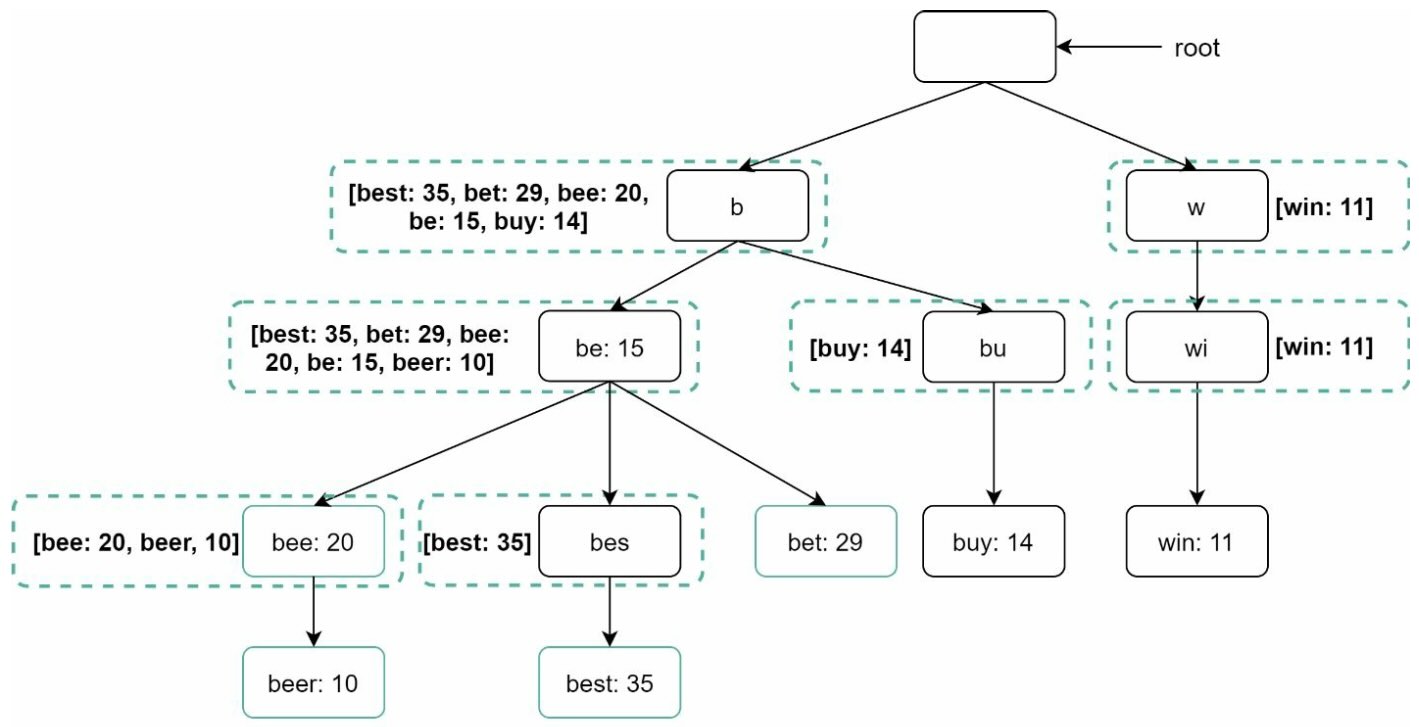 root
[best: 35, bet: 29, bee: 20,
be: 15, buy: 14]
b
w
[win: 11]
[best: 35, bet: 29, bee:
20, be: 15, beer: 10]
be: 15
[buy: 14]
bu
wi
[win: 11]
[bee: 20, beer, 10]
bee: 20
[best: 35]
bes
bet: 29
buy: 14
win: 11
beer: 10
best: 35